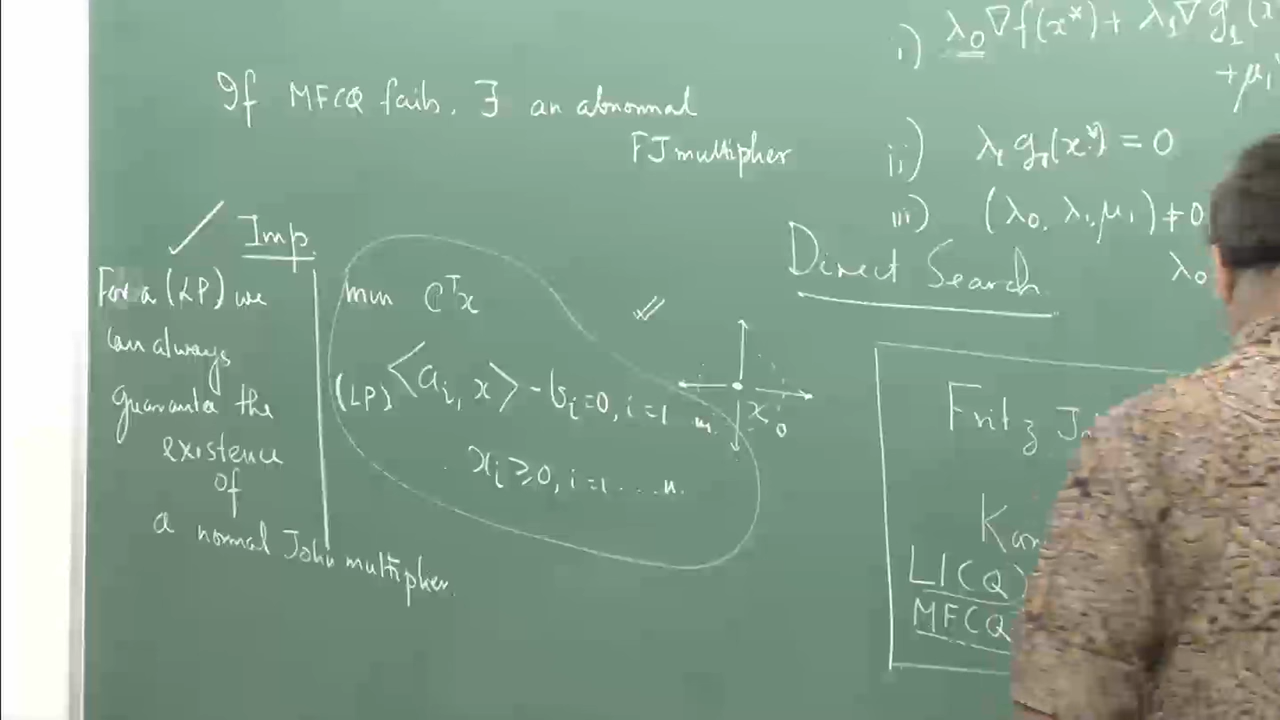 If MFCQ fails. ∃ an abnormal
FJ multiplier
✓ Imp.
For a (LP) we
can always
guarantee the
existence
of
a normal John multiplier.
min ℂᵀx
(LP) ⟨aᵢ, x⟩ - bᵢ = 0, i = 1 ... m.
xᵢ ≥ 0, i = 1 .... n.
x₀
i) λ₀∇f(x*) + λ₁∇g₁(x
+ μ₁
ii) λ₁g₁(x*) = 0
iii) (λ₀, λ₁, μ₁) ≠ 0
λ₀
Direct Search
Fritz J
Kar
LICQ)
MFCQ